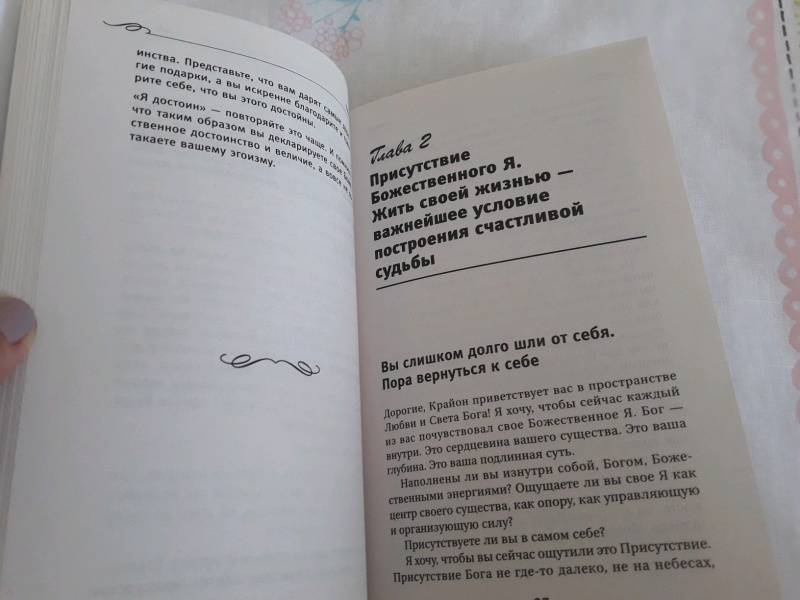 инства. Представьте, что вам дарят самые
гие подарки, а вы искренне благодарите и
рите себе, что вы этого достойны.
«Я достоин» — повторяйте это чаще. И
что таким образом вы декларируете свое
ственное достоинство и величие, а вовсе не
такаете вашему эгоизму.
Глава 2
Присутствие
Божественного Я.
Жить своей жизнью —
важнейшее условие
построения счастливой
судьбы
Вы слишком долго шли от себя.
Пора вернуться к себе
Дорогие, Крайон приветствует вас в пространстве
Любви и Света Бога! Я хочу, чтобы сейчас каждый
из вас почувствовал свое Божественное Я. Бог —
внутри. Это сердцевина вашего существа. Это ваша
глубина. Это ваша подлинная суть.
Наполнены ли вы изнутри собой, Богом, Боже-
ственными энергиями? Ощущаете ли вы свое Я как
центр своего существа, как опору, как управляющую
и организующую силу?
Присутствуете ли вы в самом себе?
Я хочу, чтобы вы сейчас ощутили это Присутствие.
Присутствие Бога не где-то далеко, не на небесах,